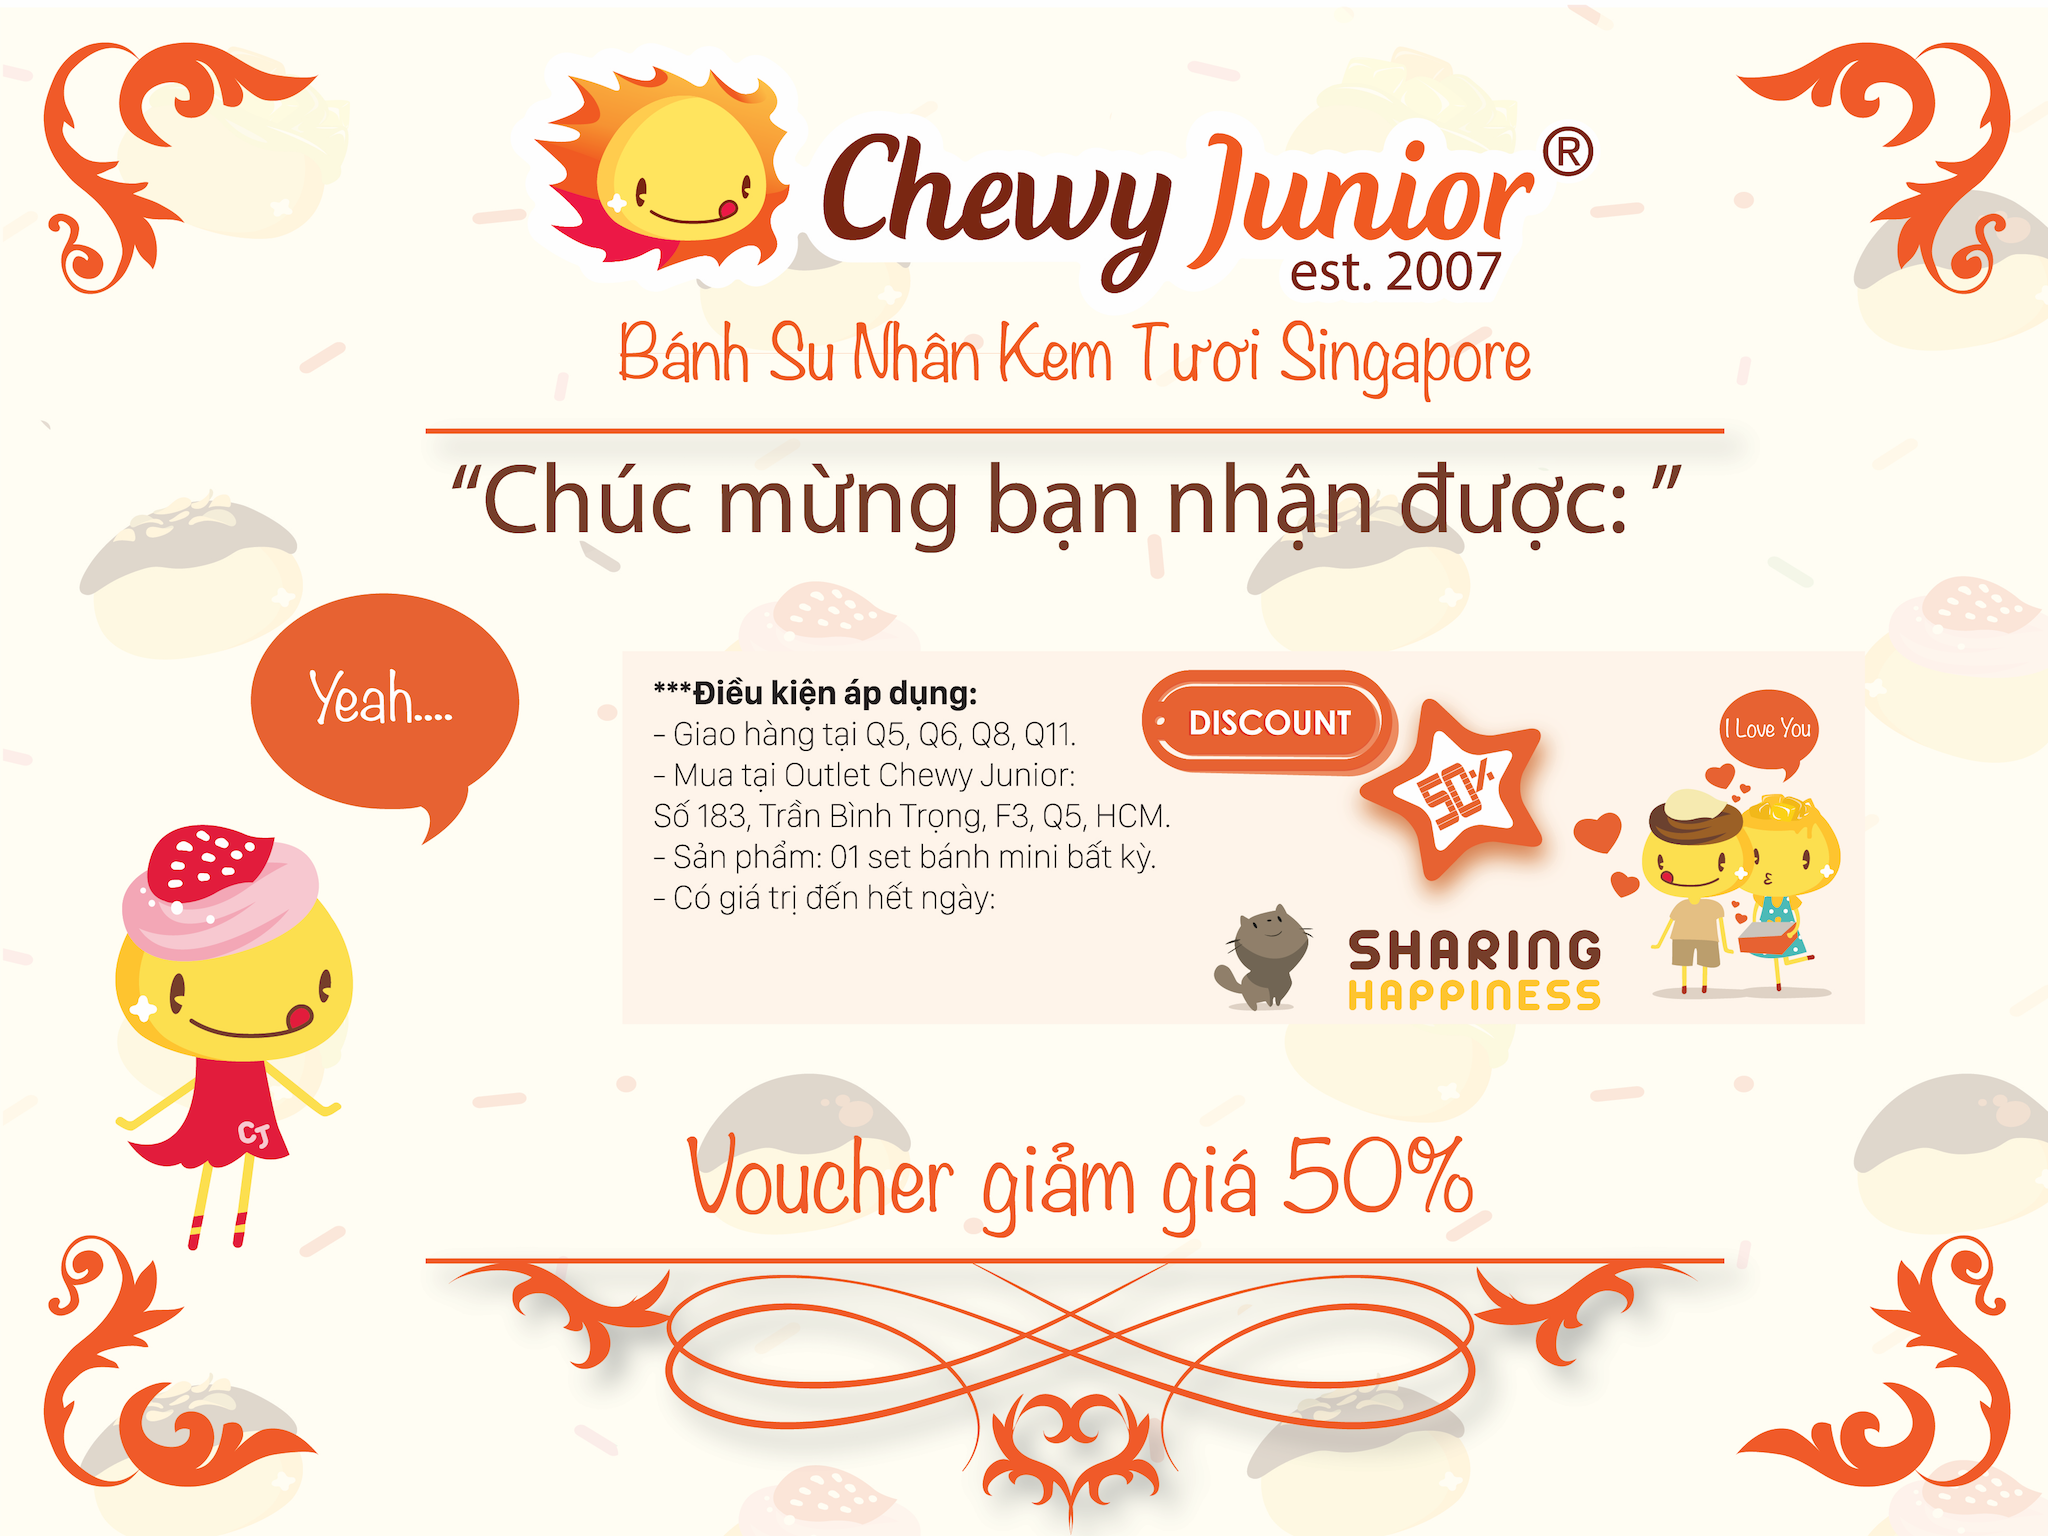 Chewy Junior®
est. 2007
Bánh Su Nhân Kem Tươi Singapore
“Chúc mừng bạn nhận được: ”
Yeah....
***Điều kiện áp dụng:
- Giao hàng tại Q5, Q6, Q8, Q11.
- Mua tại Outlet Chewy Junior:
Số 183, Trần Bình Trọng, F3, Q5, HCM.
- Sản phẩm: 01 set bánh mini bất kỳ.
- Có giá trị đến hết ngày:
DISCOUNT
50%
I Love You
SHARING
HAPPINESS
CJ
Voucher giảm giá 50%